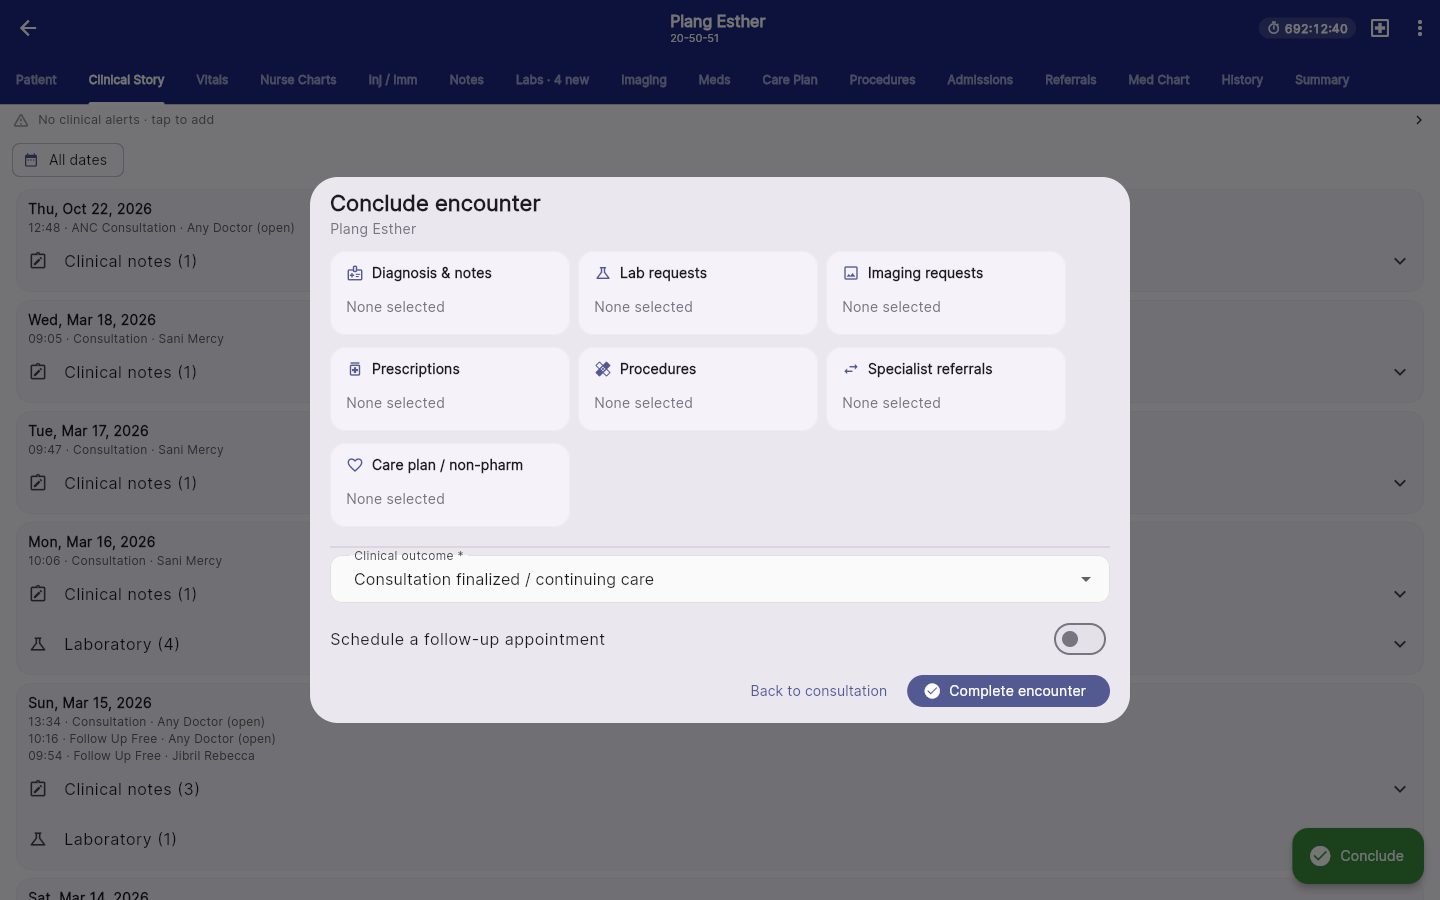 Plang Esther
20-50-51
692:12:40
Patient Clinical Story Vitals Nurse Charts Inj / Imm Notes Labs · 4 new Imaging Meds Care Plan Procedures Admissions Referrals Med Chart History Summary
No clinical alerts · tap to add
All dates
Thu, Oct 22, 2026
12:48 · ANC Consultation · Any Doctor (open)
Clinical notes (1)
Wed, Mar 18, 2026
09:05 · Consultation · Sani Mercy
Clinical notes (1)
Tue, Mar 17, 2026
09:47 · Consultation · Sani Mercy
Clinical notes (1)
Mon, Mar 16, 2026
10:06 · Consultation · Sani Mercy
Clinical notes (1)
Laboratory (4)
Sun, Mar 15, 2026
13:34 · Consultation · Any Doctor (open)
10:16 · Follow Up Free · Any Doctor (open)
09:54 · Follow Up Free · Jibril Rebecca
Clinical notes (3)
Laboratory (1)
Sat, Mar 14, 2026
Conclude encounter
Plang Esther
Diagnosis & notes
None selected
Lab requests
None selected
Imaging requests
None selected
Prescriptions
None selected
Procedures
None selected
Specialist referrals
None selected
Care plan / non-pharm
None selected
Clinical outcome *
Consultation finalized / continuing care
Schedule a follow-up appointment
Back to consultation
Complete encounter
Conclude